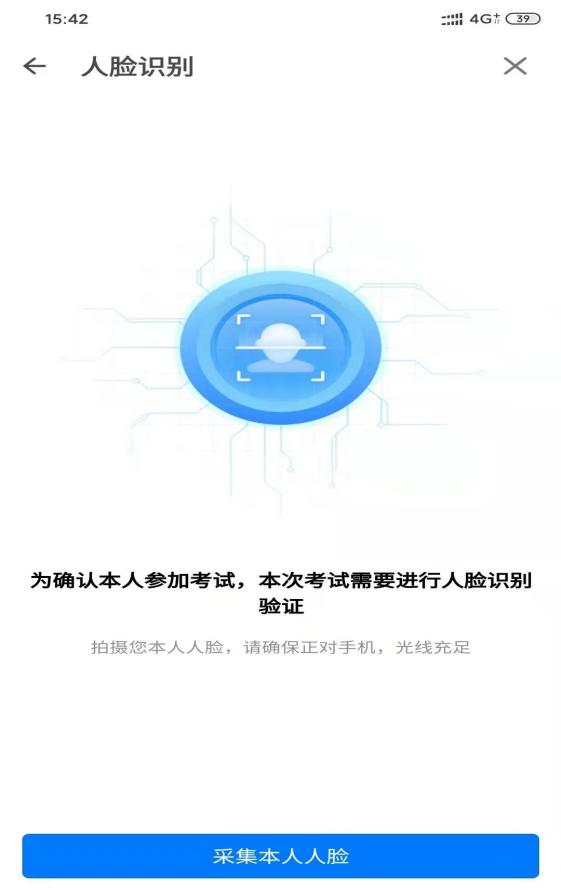 15:42
4G+ 39
人脸识别
为确认本人参加考试，本次考试需要进行人脸识别
验证
拍摄您本人人脸，请确保正对手机，光线充足
采集本人人脸